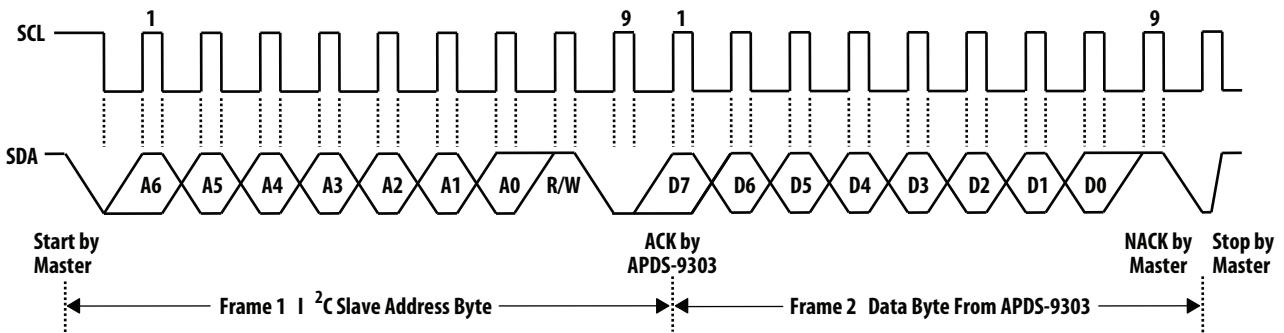 1 9 1 9
SCL
SDA
A6 A5 A4 A3 A2 A1 A0 R/W D7 D6 D5 D4 D3 D2 D1 D0
Start by
Master
ACK by
APDS-9303
NACK by
Master
Stop by
Master
Frame 1 I ²C Slave Address Byte
Frame 2 Data Byte From APDS-9303